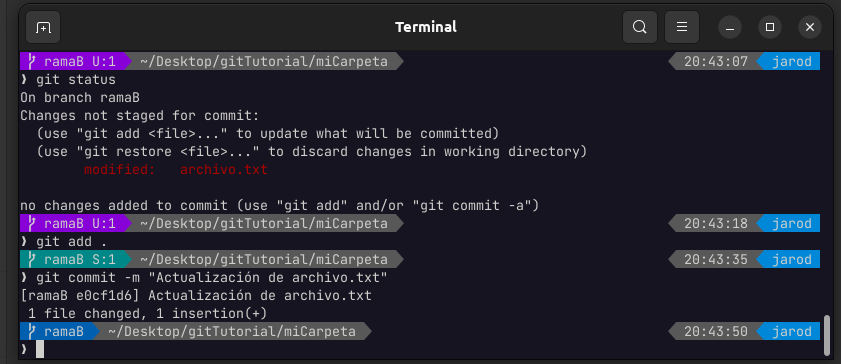 Terminal
ramaB U:1 ~/Desktop/gitTutorial/miCarpeta 20:43:07 jarod
❱ git status
On branch ramaB
Changes not staged for commit:
(use "git add <file>..." to update what will be committed)
(use "git restore <file>..." to discard changes in working directory)
modified: archivo.txt
no changes added to commit (use "git add" and/or "git commit -a")
ramaB U:1 ~/Desktop/gitTutorial/miCarpeta 20:43:18 jarod
❱ git add .
ramaB S:1 ~/Desktop/gitTutorial/miCarpeta 20:43:35 jarod
❱ git commit -m "Actualización de archivo.txt"
[ramaB e0cf1d6] Actualización de archivo.txt
1 file changed, 1 insertion(+)
ramaB ~/Desktop/gitTutorial/miCarpeta 20:43:50 jarod
❱